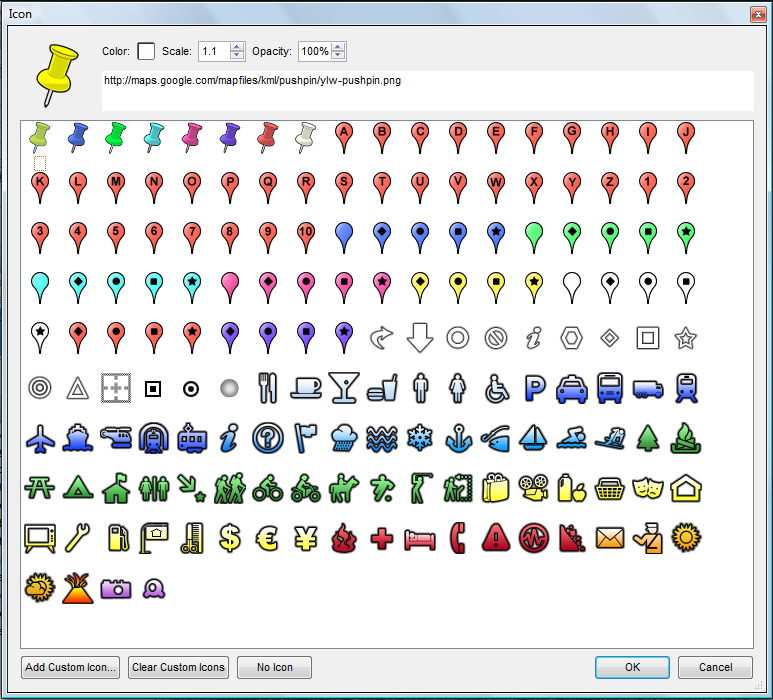 Icon
Color: Scale: 1.1 Opacity: 100%
http://maps.google.com/mapfiles/kml/pushpin/ylw-pushpin.png
A B C D E F G H I J
K L M N O P Q R S T U V W X Y Z 1 2
3 4 5 6 7 8 9 10
i
P
i ?
$ € ¥
Add Custom Icon... Clear Custom Icons No Icon OK Cancel